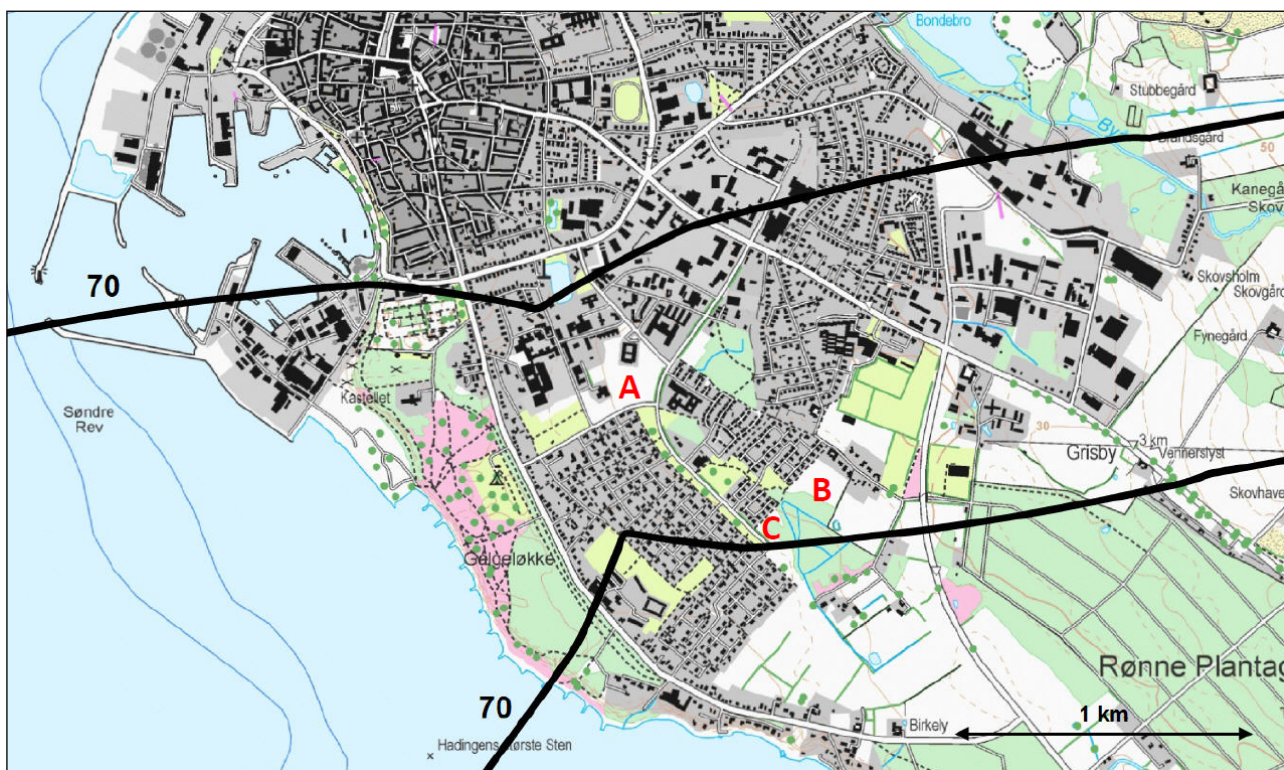 Bondebro
Stubbegård
50
Kanegå
Skov
70
Skovsholm
Skovgård
Fynegård
A
Kastellet
Søndre
Rev
30
3 km
Grisby
Vennerslyst
B
Skovhave
C
Galgeløkke
Rønne Plantag
70
1 km
Birkely
Hadingens Største Sten